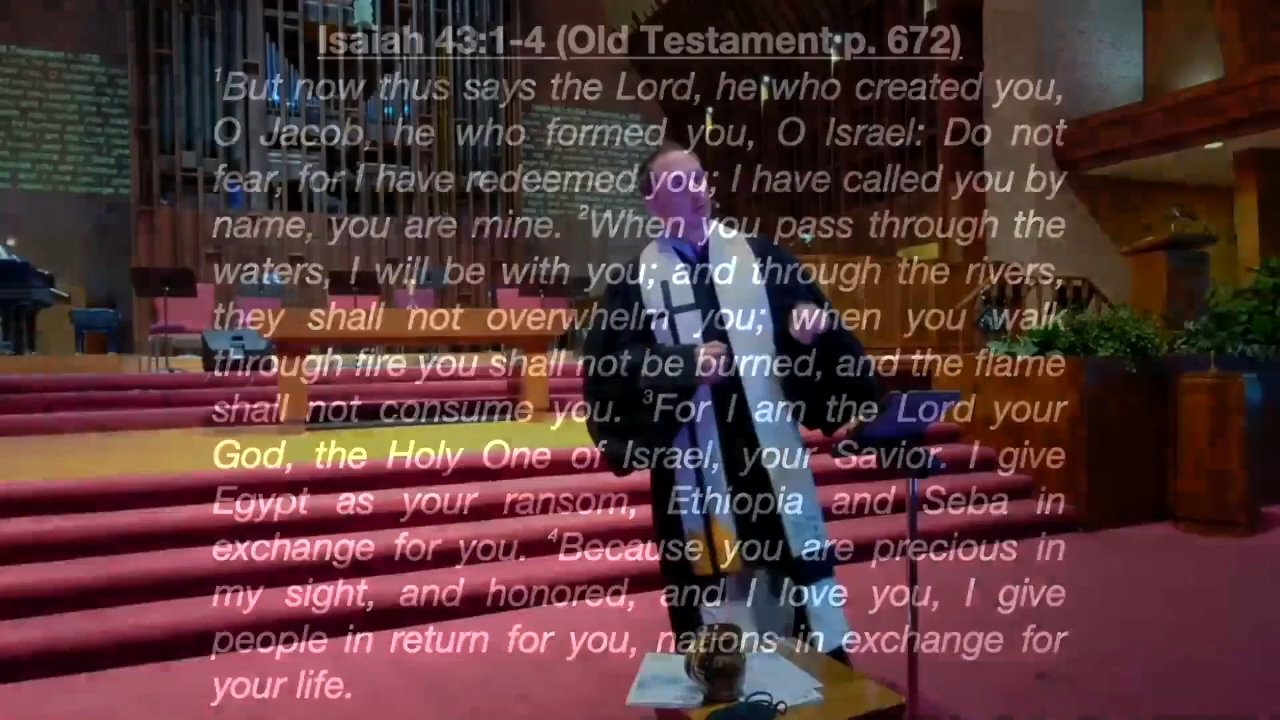 Isaiah 43:1-4 (Old Testament p. 672)
¹But now thus says the Lord, he who created you,
O Jacob, he who formed you, O Israel: Do not
fear, for I have redeemed you; I have called you by
name, you are mine. ²When you pass through the
waters, I will be with you; and through the rivers,
they shall not overwhelm you; when you walk
through fire you shall not be burned, and the flame
shall not consume you. ³For I am the Lord your
God, the Holy One of Israel, your Savior. I give
Egypt as your ransom, Ethiopia and Seba in
exchange for you. ⁴Because you are precious in
my sight, and honored, and I love you, I give
people in return for you, nations in exchange for
your life.